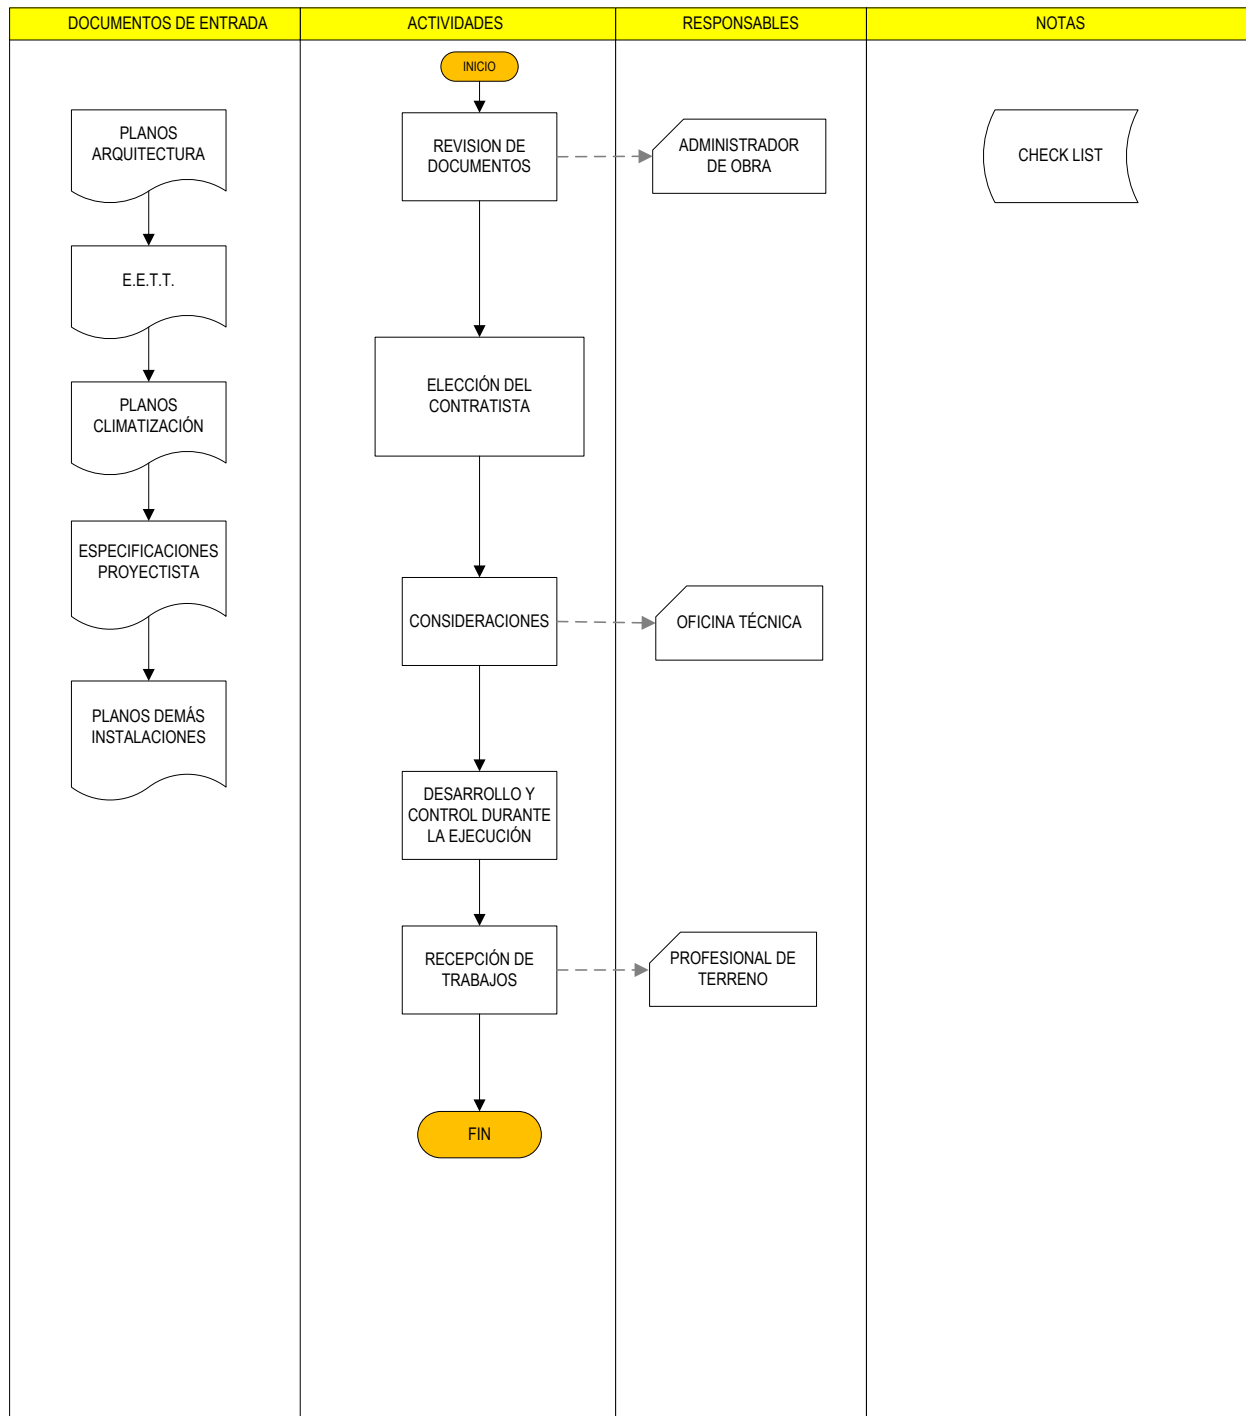 DOCUMENTOS DE ENTRADA
ACTIVIDADES
RESPONSABLES
NOTAS
INICIO
PLANOS
ARQUITECTURA
REVISION DE
DOCUMENTOS
ADMINISTRADOR
DE OBRA
CHECK LIST
E.E.T.T.
PLANOS
CLIMATIZACIÓN
ELECCIÓN DEL
CONTRATISTA
ESPECIFICACIONES
PROYECTISTA
CONSIDERACIONES
OFICINA TÉCNICA
PLANOS DEMÁS
INSTALACIONES
DESARROLLO Y
CONTROL DURANTE
LA EJECUCIÓN
RECEPCIÓN DE
TRABAJOS
PROFESIONAL DE
TERRENO
FIN